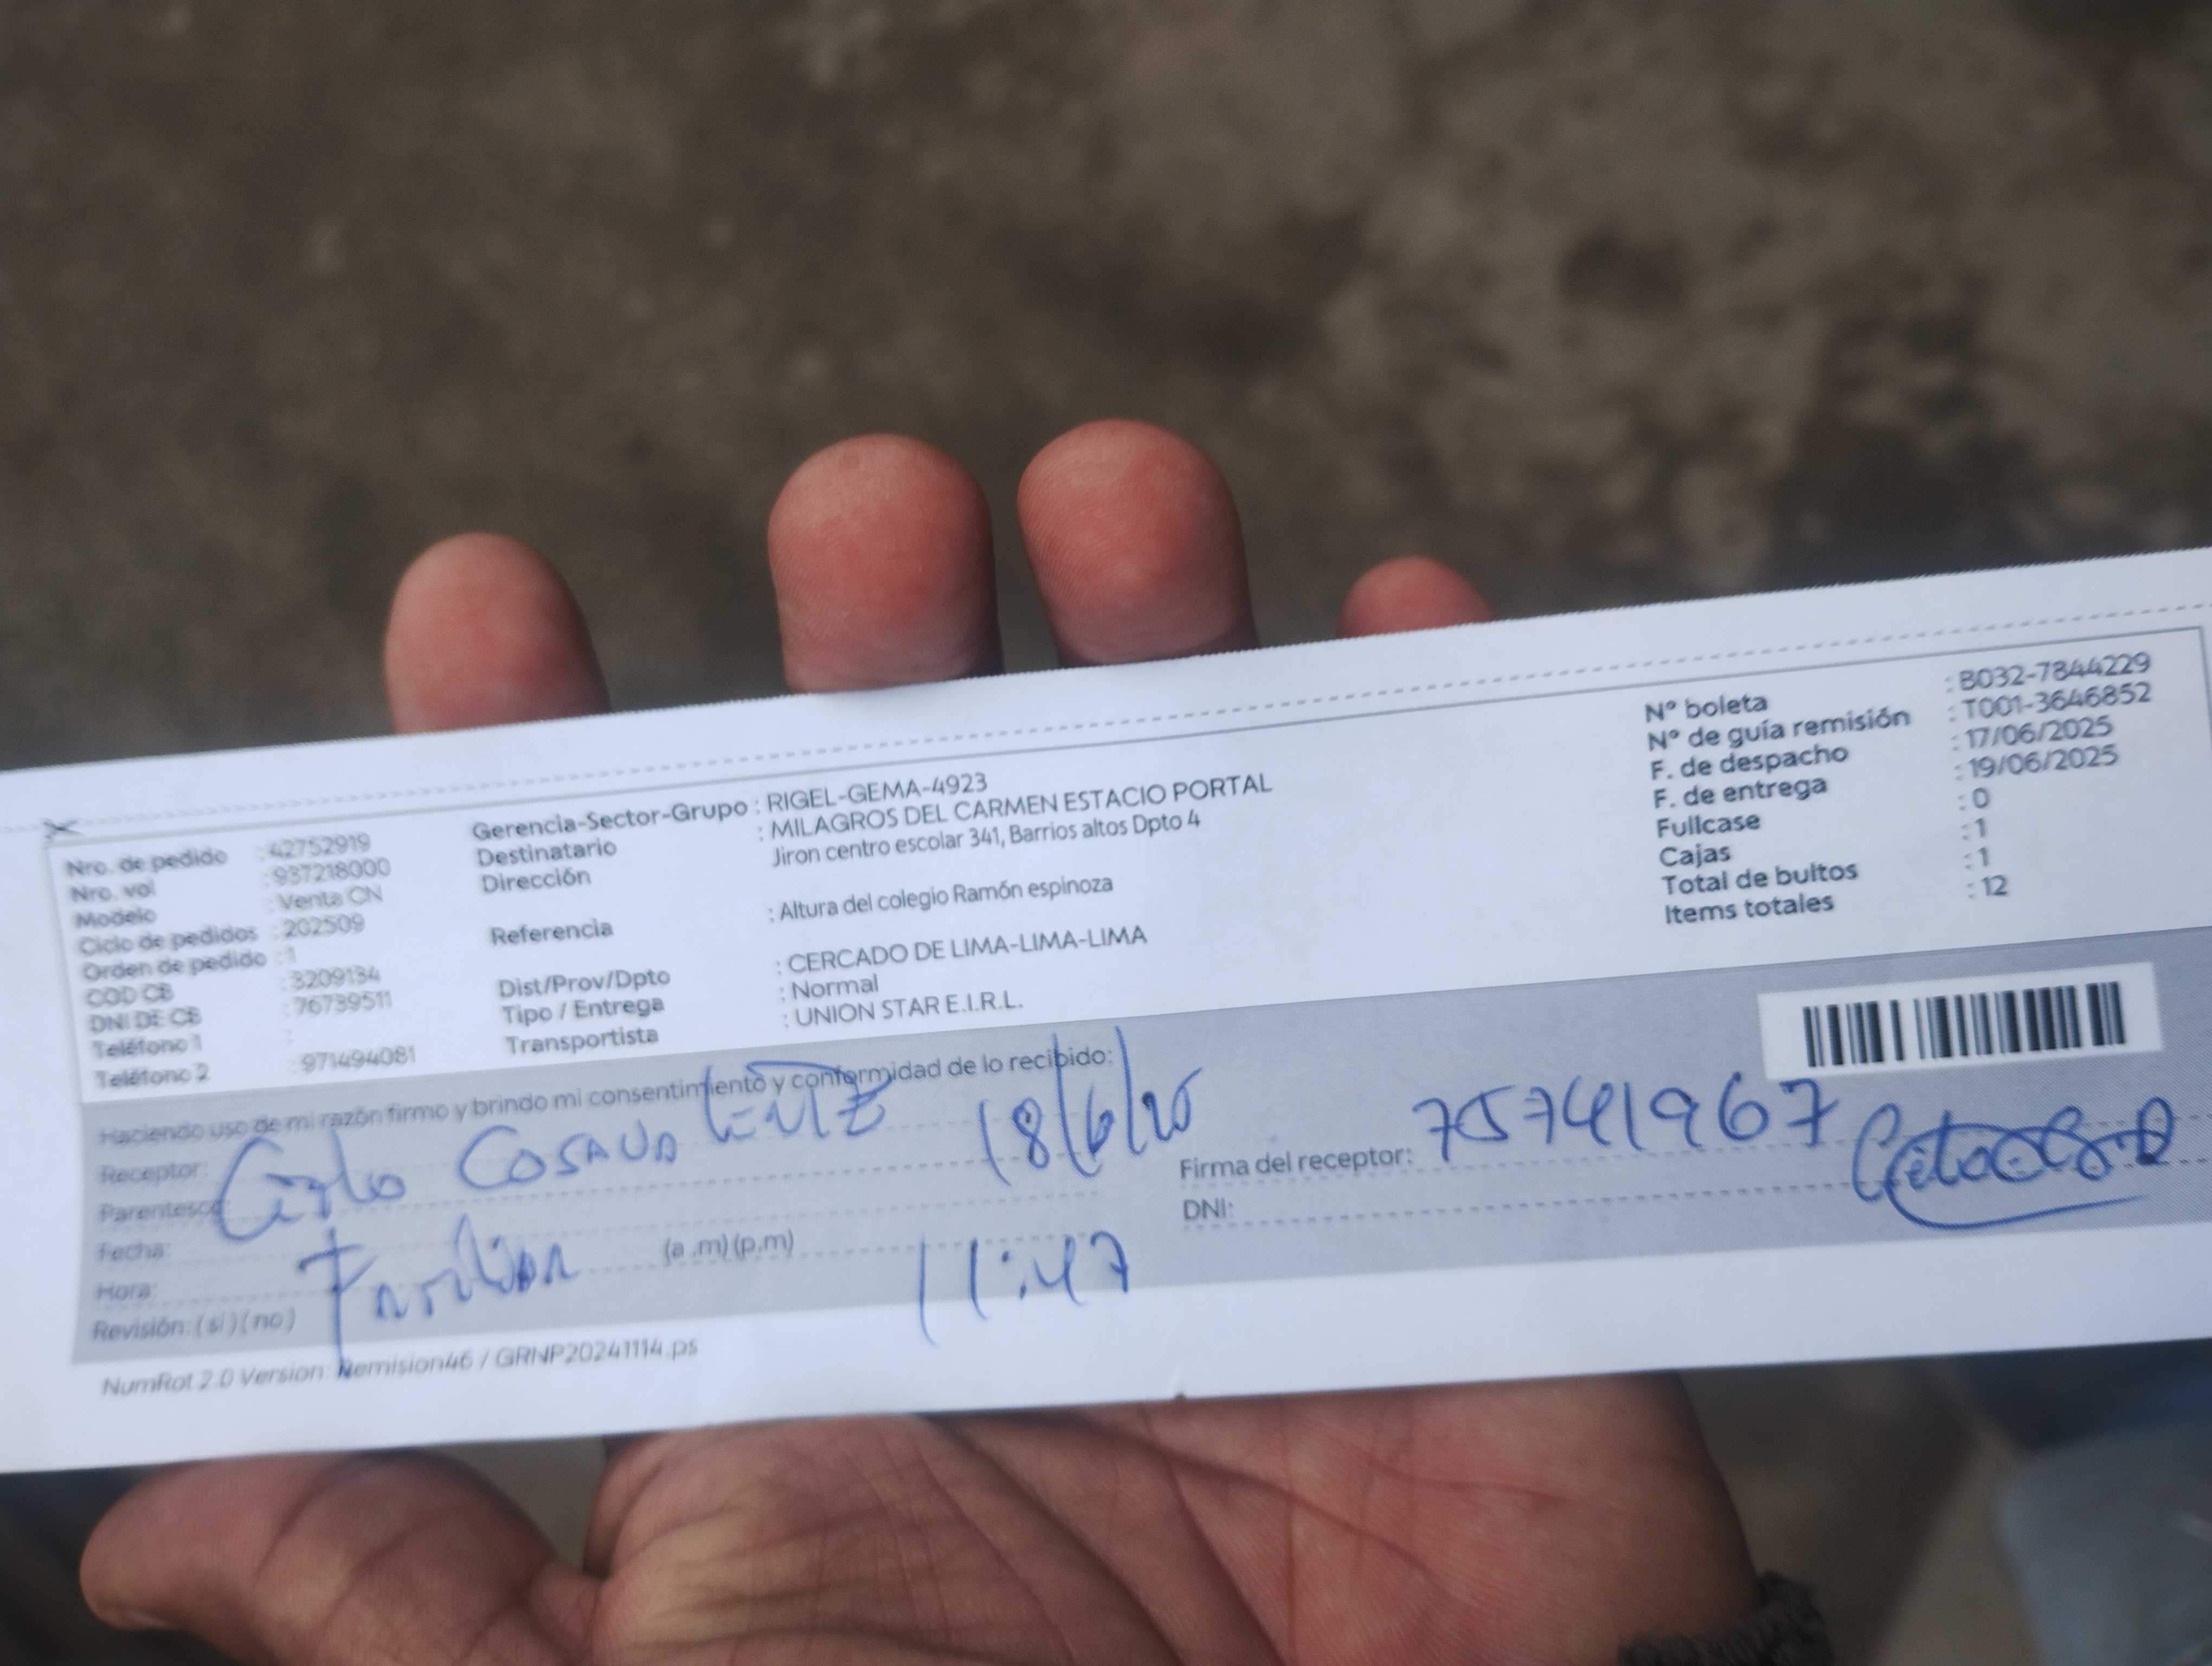 Nro. de pedido : 42752919
Nro. vol : 937218000
Modelo : Venta CN
Ciclo de pedidos : 202509
Orden de pedido : 1
COD CB : 3209134
DNI DE CB : 76739511
Teléfono 1 :
Teléfono 2 : 971494081
Gerencia-Sector-Grupo : RIGEL-GEMA-4923
Destinatario : MILAGROS DEL CARMEN ESTACIO PORTAL
Dirección Jiron centro escolar 341, Barrios altos Dpto 4
Referencia : Altura del colegio Ramón espinoza
Dist/Prov/Dpto : CERCADO DE LIMA-LIMA-LIMA
Tipo / Entrega : Normal
Transportista : UNION STAR E.I.R.L.
N° boleta : B032-7844229
N° de guía remisión : T001-3646852
F. de despacho : 17/06/2025
F. de entrega : 19/06/2025
Fullcase : 0
Cajas : 1
Total de bultos : 1
Items totales : 12
Haciendo uso de mi razón firmo y brindo mi consentimiento y conformidad de lo recibido:
Receptor:
Parentesco:
Fecha: 18/6/25
Hora: (a.m) (p.m) 11:47
Revisión: (si) (no)
Firma del receptor: 75741967
DNI:
NumRot 2.0 Version: Remision46 / GRNP20241114.ps